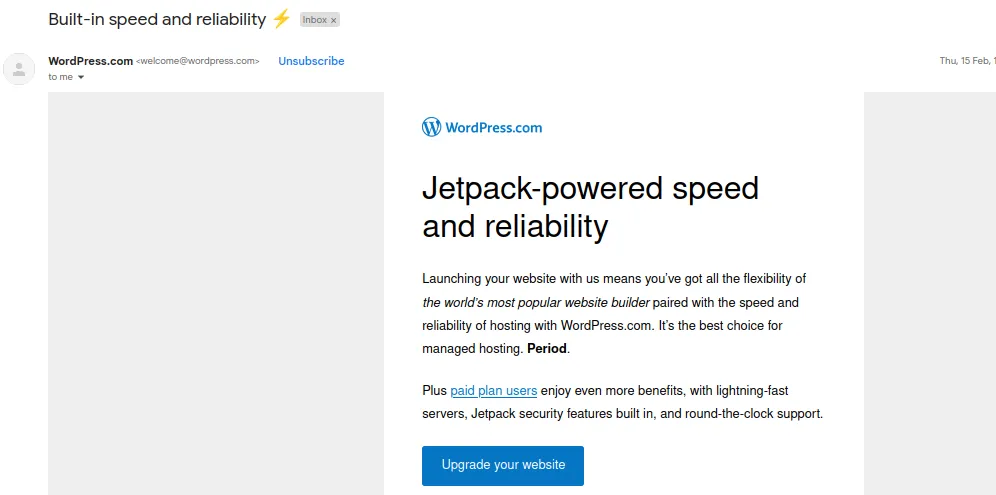 Built-in speed and reliability ⚡ Inbox ×
WordPress.com <welcome@wordpress.com> Unsubscribe Thu, 15 Feb,
to me
WordPress.com
Jetpack-powered speed
and reliability
Launching your website with us means you’ve got all the flexibility of
the world’s most popular website builder paired with the speed and
reliability of hosting with WordPress.com. It’s the best choice for
managed hosting. Period.
Plus paid plan users enjoy even more benefits, with lightning-fast
servers, Jetpack security features built in, and round-the-clock support.
Upgrade your website